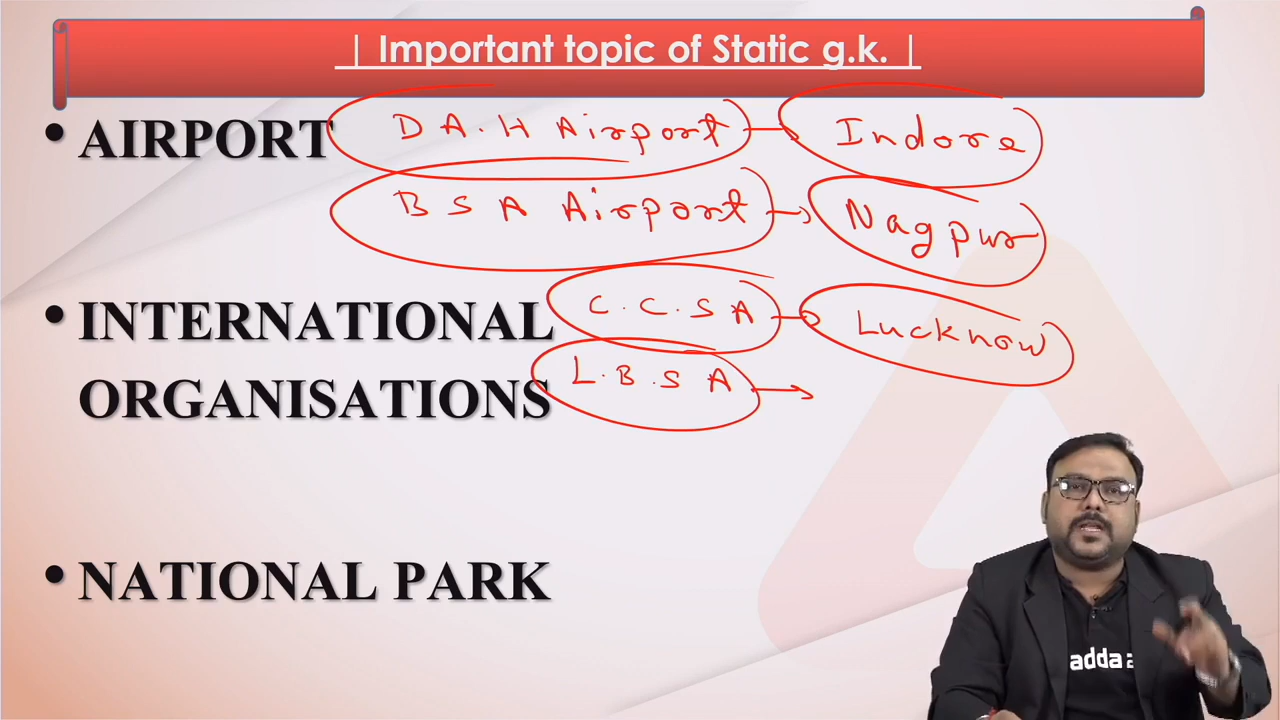 | Important topic of Static g.k. |
• AIRPORT D A.H Airport → Indore
B S A Airport → Nagpur
• INTERNATIONAL C.C.S A → Lucknow
ORGANISATIONS L.B.S A →
• NATIONAL PARK
adda